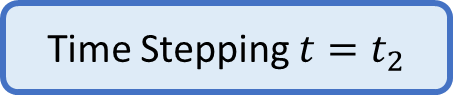 Time Stepping t = t₂